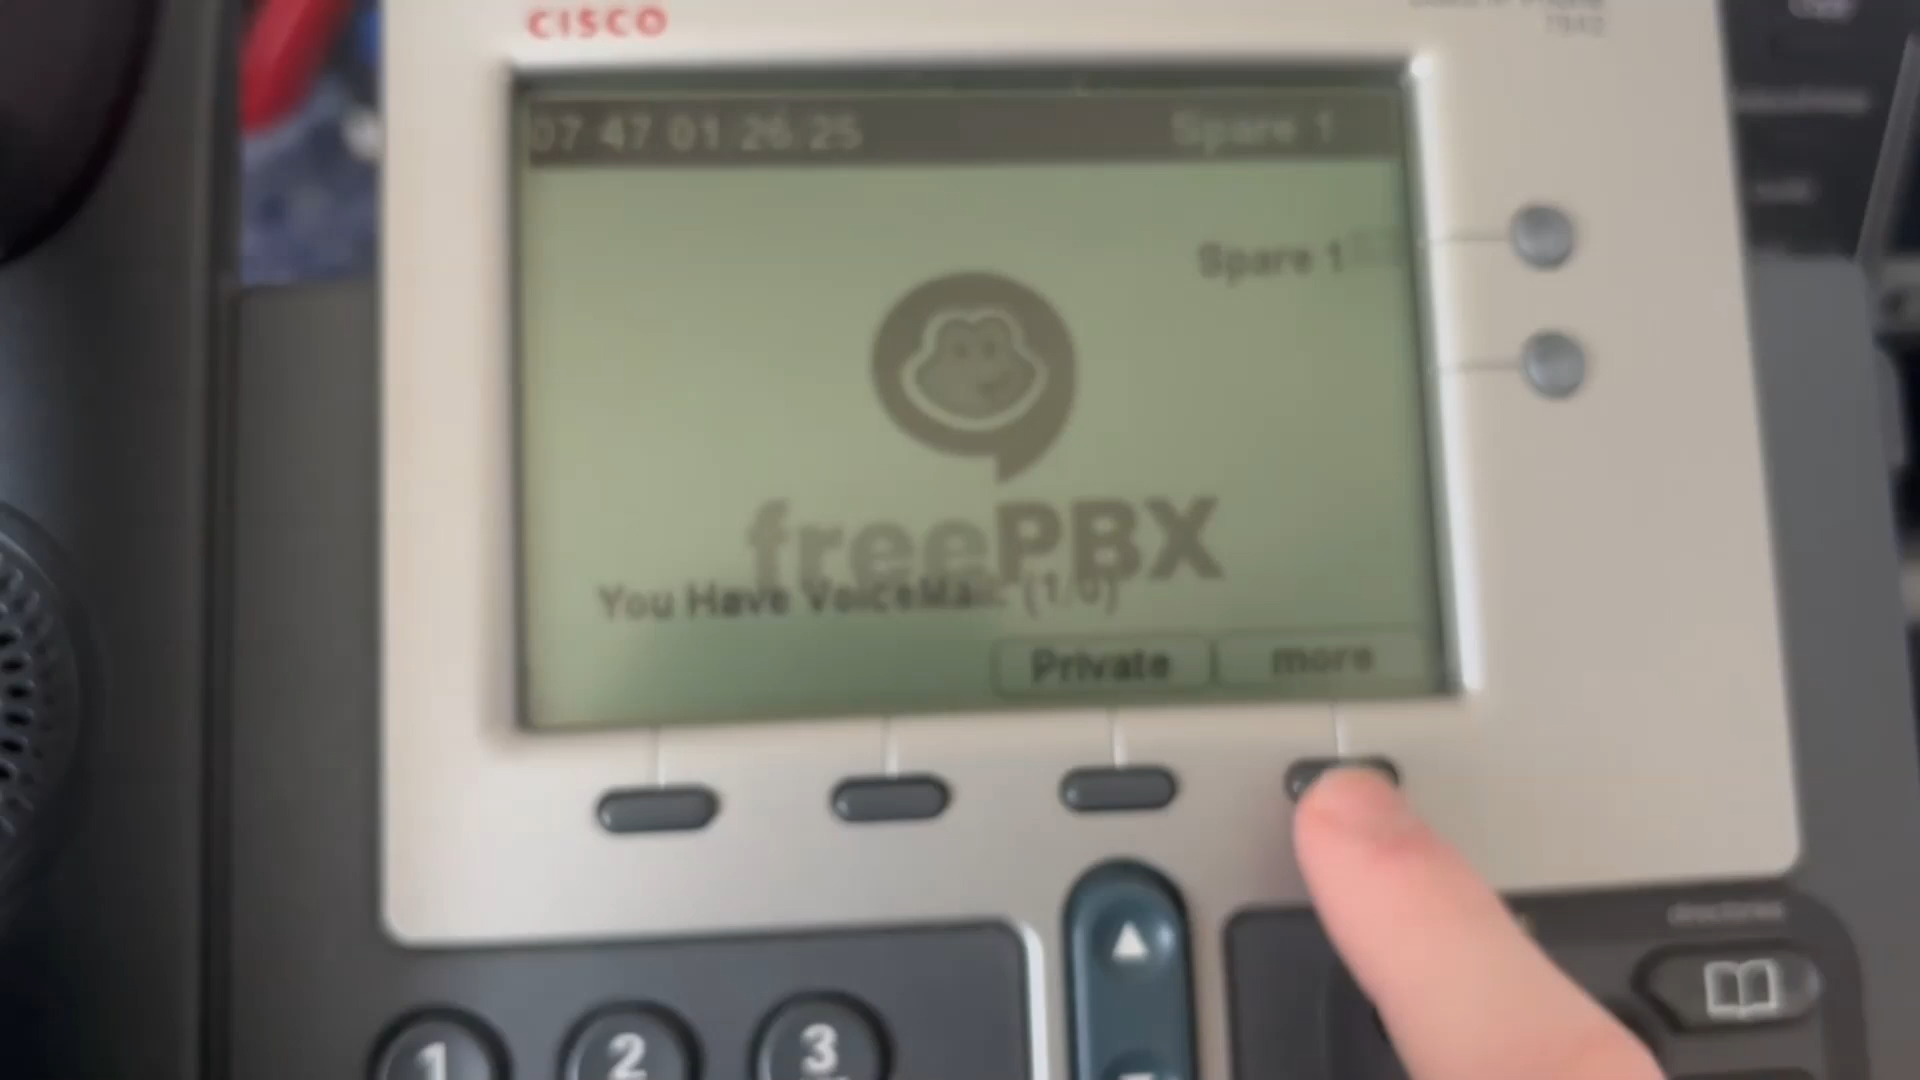 CISCO
07:47 01/26/25 Spare 1
Spare 1
freePBX
You Have VoiceMail: (1/0)
Private more
directories
1 2 3